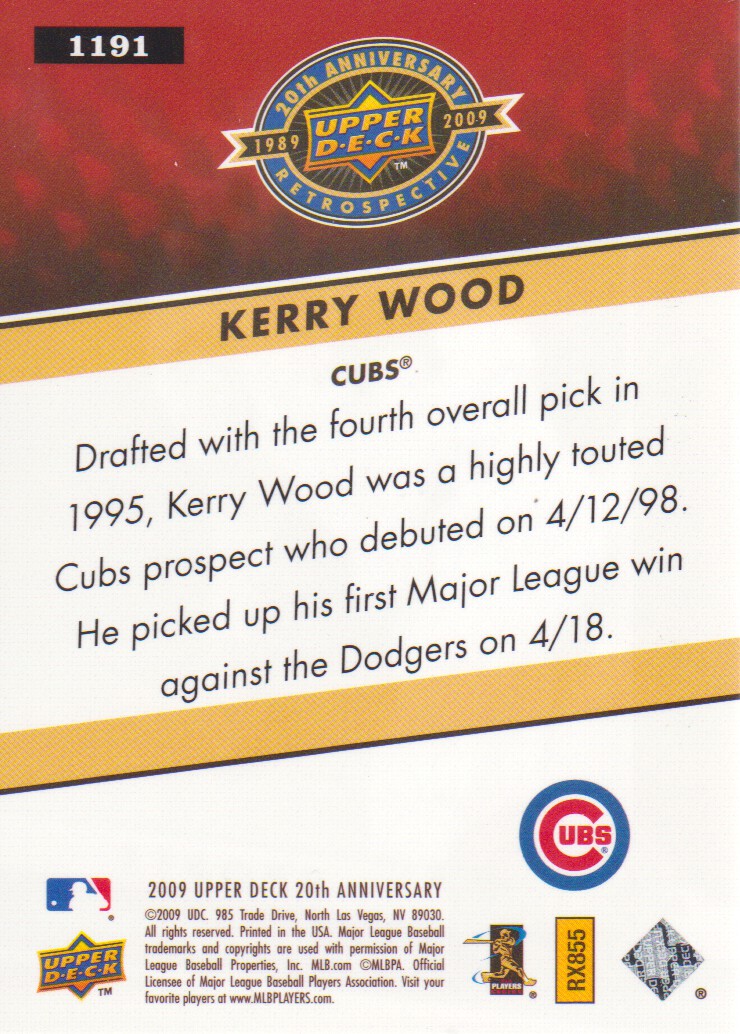 1191
20th ANNIVERSARY
1989 UPPER D·E·C·K ™ 2009
RETROSPECTIVE
KERRY WOOD
CUBS®
Drafted with the fourth overall pick in
1995, Kerry Wood was a highly touted
Cubs prospect who debuted on 4/12/98.
He picked up his first Major League win
against the Dodgers on 4/18.
CUBS ®
®
2009 UPPER DECK 20th ANNIVERSARY
©2009 UDC. 985 Trade Drive, North Las Vegas, NV 89030.
All rights reserved. Printed in the USA. Major League Baseball
trademarks and copyrights are used with permission of Major
League Baseball Properties, Inc. MLB.com ©MLBPA. Official
Licensee of Major League Baseball Players Association. Visit your
favorite players at www.MLBPLAYERS.com.
UPPER
D·E·C·K
™
PLAYERS
®
RX855
UPPER DECK
®